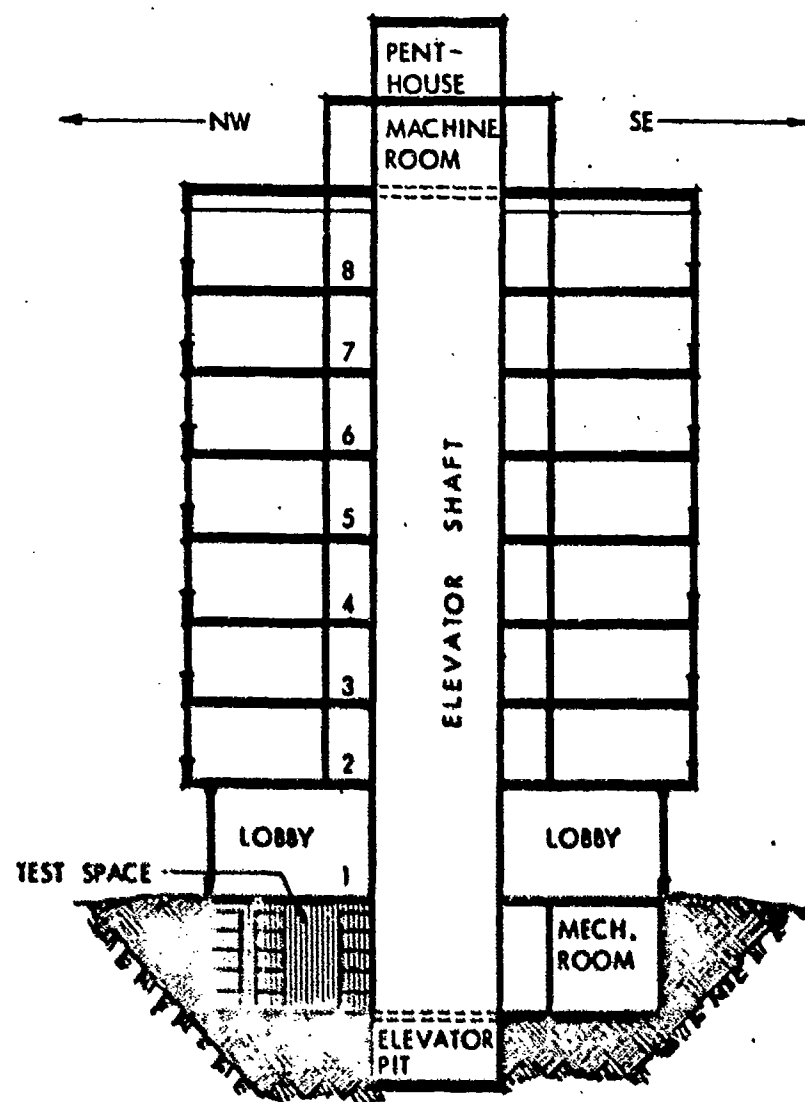 PENT-
HOUSE
NW
MACHINE
ROOM
SE
8
7
6
5
4
3
2
ELEVATOR SHAFT
LOBBY
LOBBY
TEST SPACE
1
MECH.
ROOM
ELEVATOR
PIT